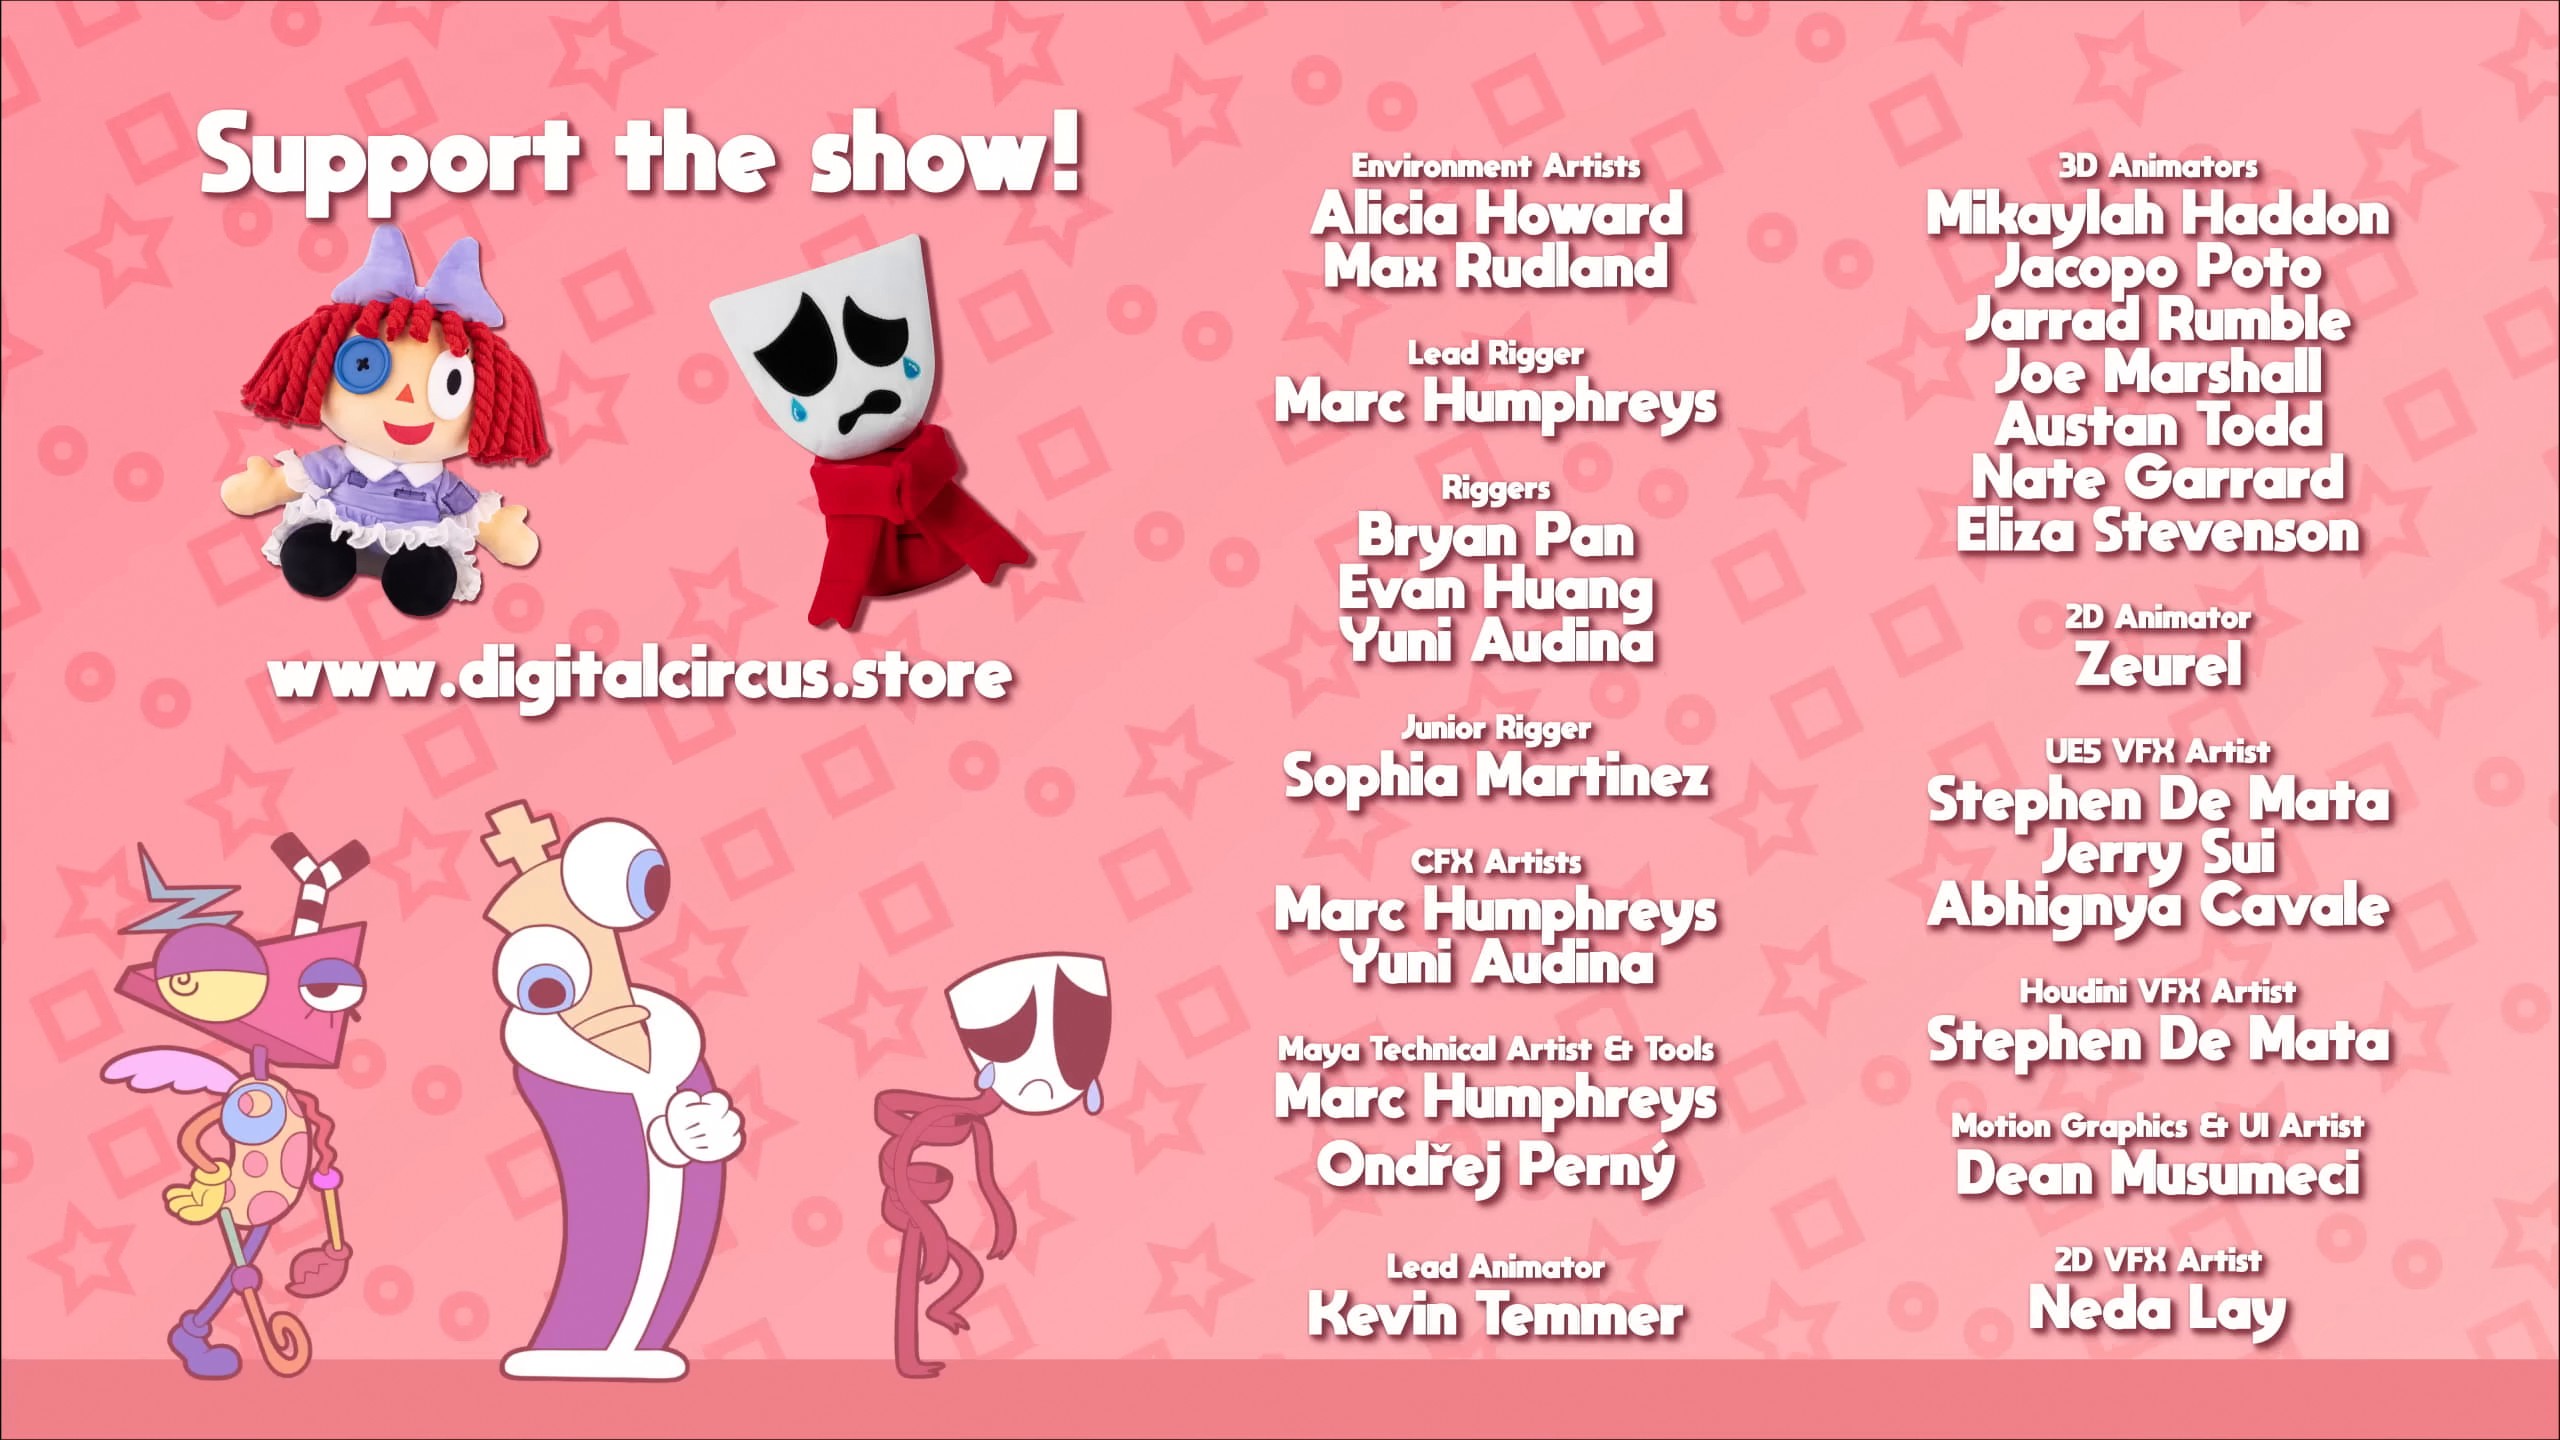 Support the show!
www.digitalcircus.store
Environment Artists
Alicia Howard
Max Rudland
Lead Rigger
Marc Humphreys
Riggers
Bryan Pan
Evan Huang
Yuni Audina
Junior Rigger
Sophia Martinez
CFX Artists
Marc Humphreys
Yuni Audina
Maya Technical Artist & Tools
Marc Humphreys
Ondřej Perný
Lead Animator
Kevin Temmer
3D Animators
Mikaylah Haddon
Jacopo Poto
Jarrad Rumble
Joe Marshall
Austan Todd
Nate Garrard
Eliza Stevenson
2D Animator
Zeurel
UE5 VFX Artist
Stephen De Mata
Jerry Sui
Abhignya Cavale
Houdini VFX Artist
Stephen De Mata
Motion Graphics & UI Artist
Dean Musumeci
2D VFX Artist
Neda Lay